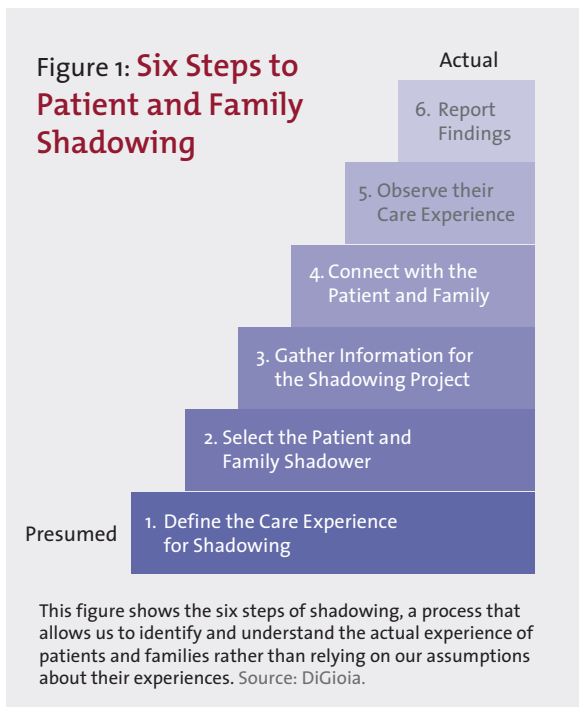 Figure 1: Six Steps to
Patient and Family
Shadowing
Actual
6. Report
Findings
5. Observe their
Care Experience
4. Connect with the
Patient and Family
3. Gather Information for
the Shadowing Project
2. Select the Patient and
Family Shadower
Presumed
1. Define the Care Experience
for Shadowing
This figure shows the six steps of shadowing, a process that
allows us to identify and understand the actual experience of
patients and families rather than relying on our assumptions
about their experiences. Source: DiGioia.